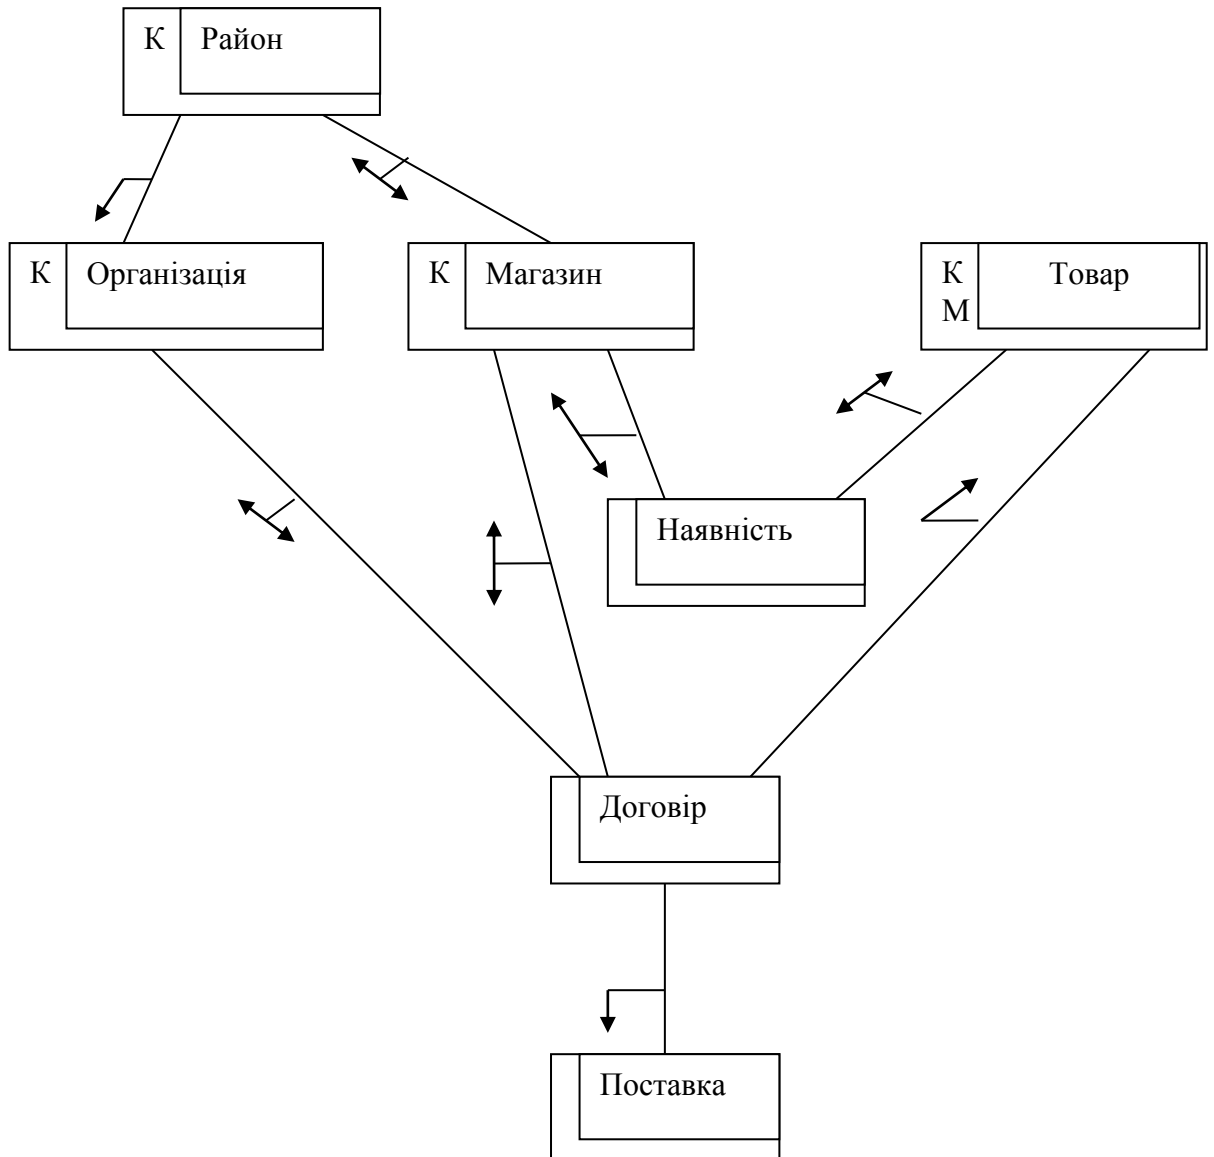 К Район
К Організація
К Магазин
К Товар
М
Наявність
Договір
Поставка